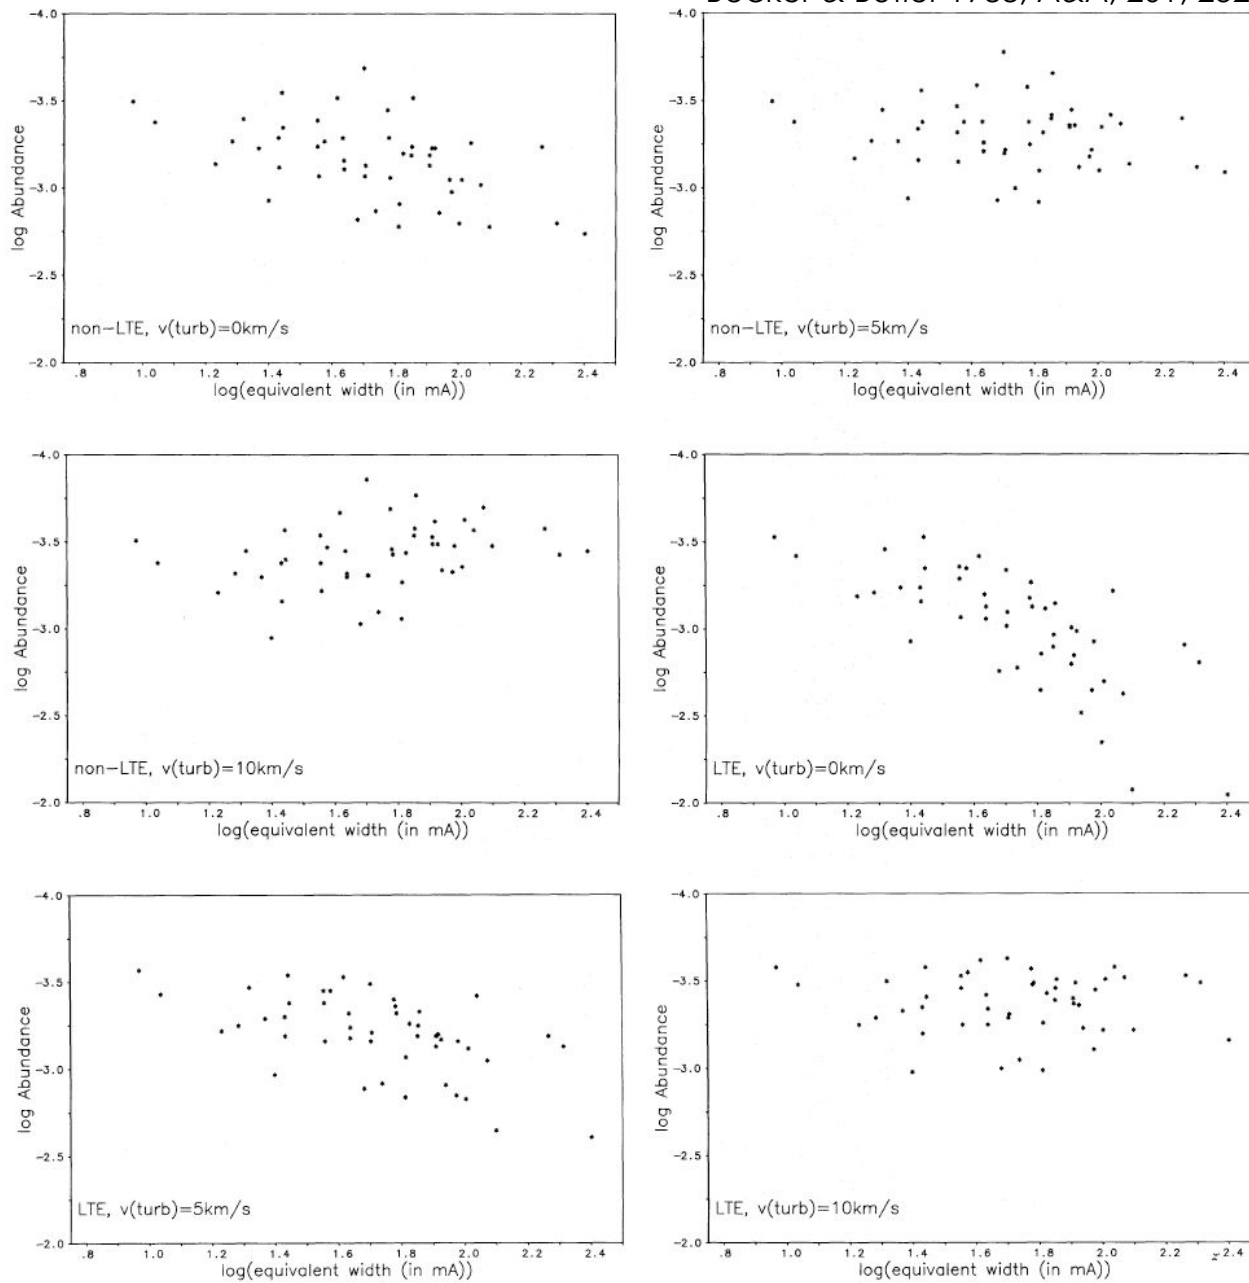 Becker & Butler 1988, A&A, 201, 232
-4.0
-3.5
-3.0
-2.5
-2.0
log Abundance
non-LTE, v(turb)=0km/s
.8 1.0 1.2 1.4 1.6 1.8 2.0 2.2 2.4
log(equivalent width (in mA))
-4.0
-3.5
-3.0
-2.5
-2.0
log Abundance
non-LTE, v(turb)=5km/s
.8 1.0 1.2 1.4 1.6 1.8 2.0 2.2 2.4
log(equivalent width (in mA))
-4.0
-3.5
-3.0
-2.5
-2.0
log Abundance
non-LTE, v(turb)=10km/s
.8 1.0 1.2 1.4 1.6 1.8 2.0 2.2 2.4
log(equivalent width (in mA))
-4.0
-3.5
-3.0
-2.5
-2.0
log Abundance
LTE, v(turb)=0km/s
.8 1.0 1.2 1.4 1.6 1.8 2.0 2.2 2.4
log(equivalent width (in mA))
-4.0
-3.5
-3.0
-2.5
-2.0
log Abundance
LTE, v(turb)=5km/s
.8 1.0 1.2 1.4 1.6 1.8 2.0 2.2 2.4
log(equivalent width (in mA))
-4.0
-3.5
-3.0
-2.5
-2.0
log Abundance
LTE, v(turb)=10km/s
.8 1.0 1.2 1.4 1.6 1.8 2.0 2.4
log(equivalent width (in mA))